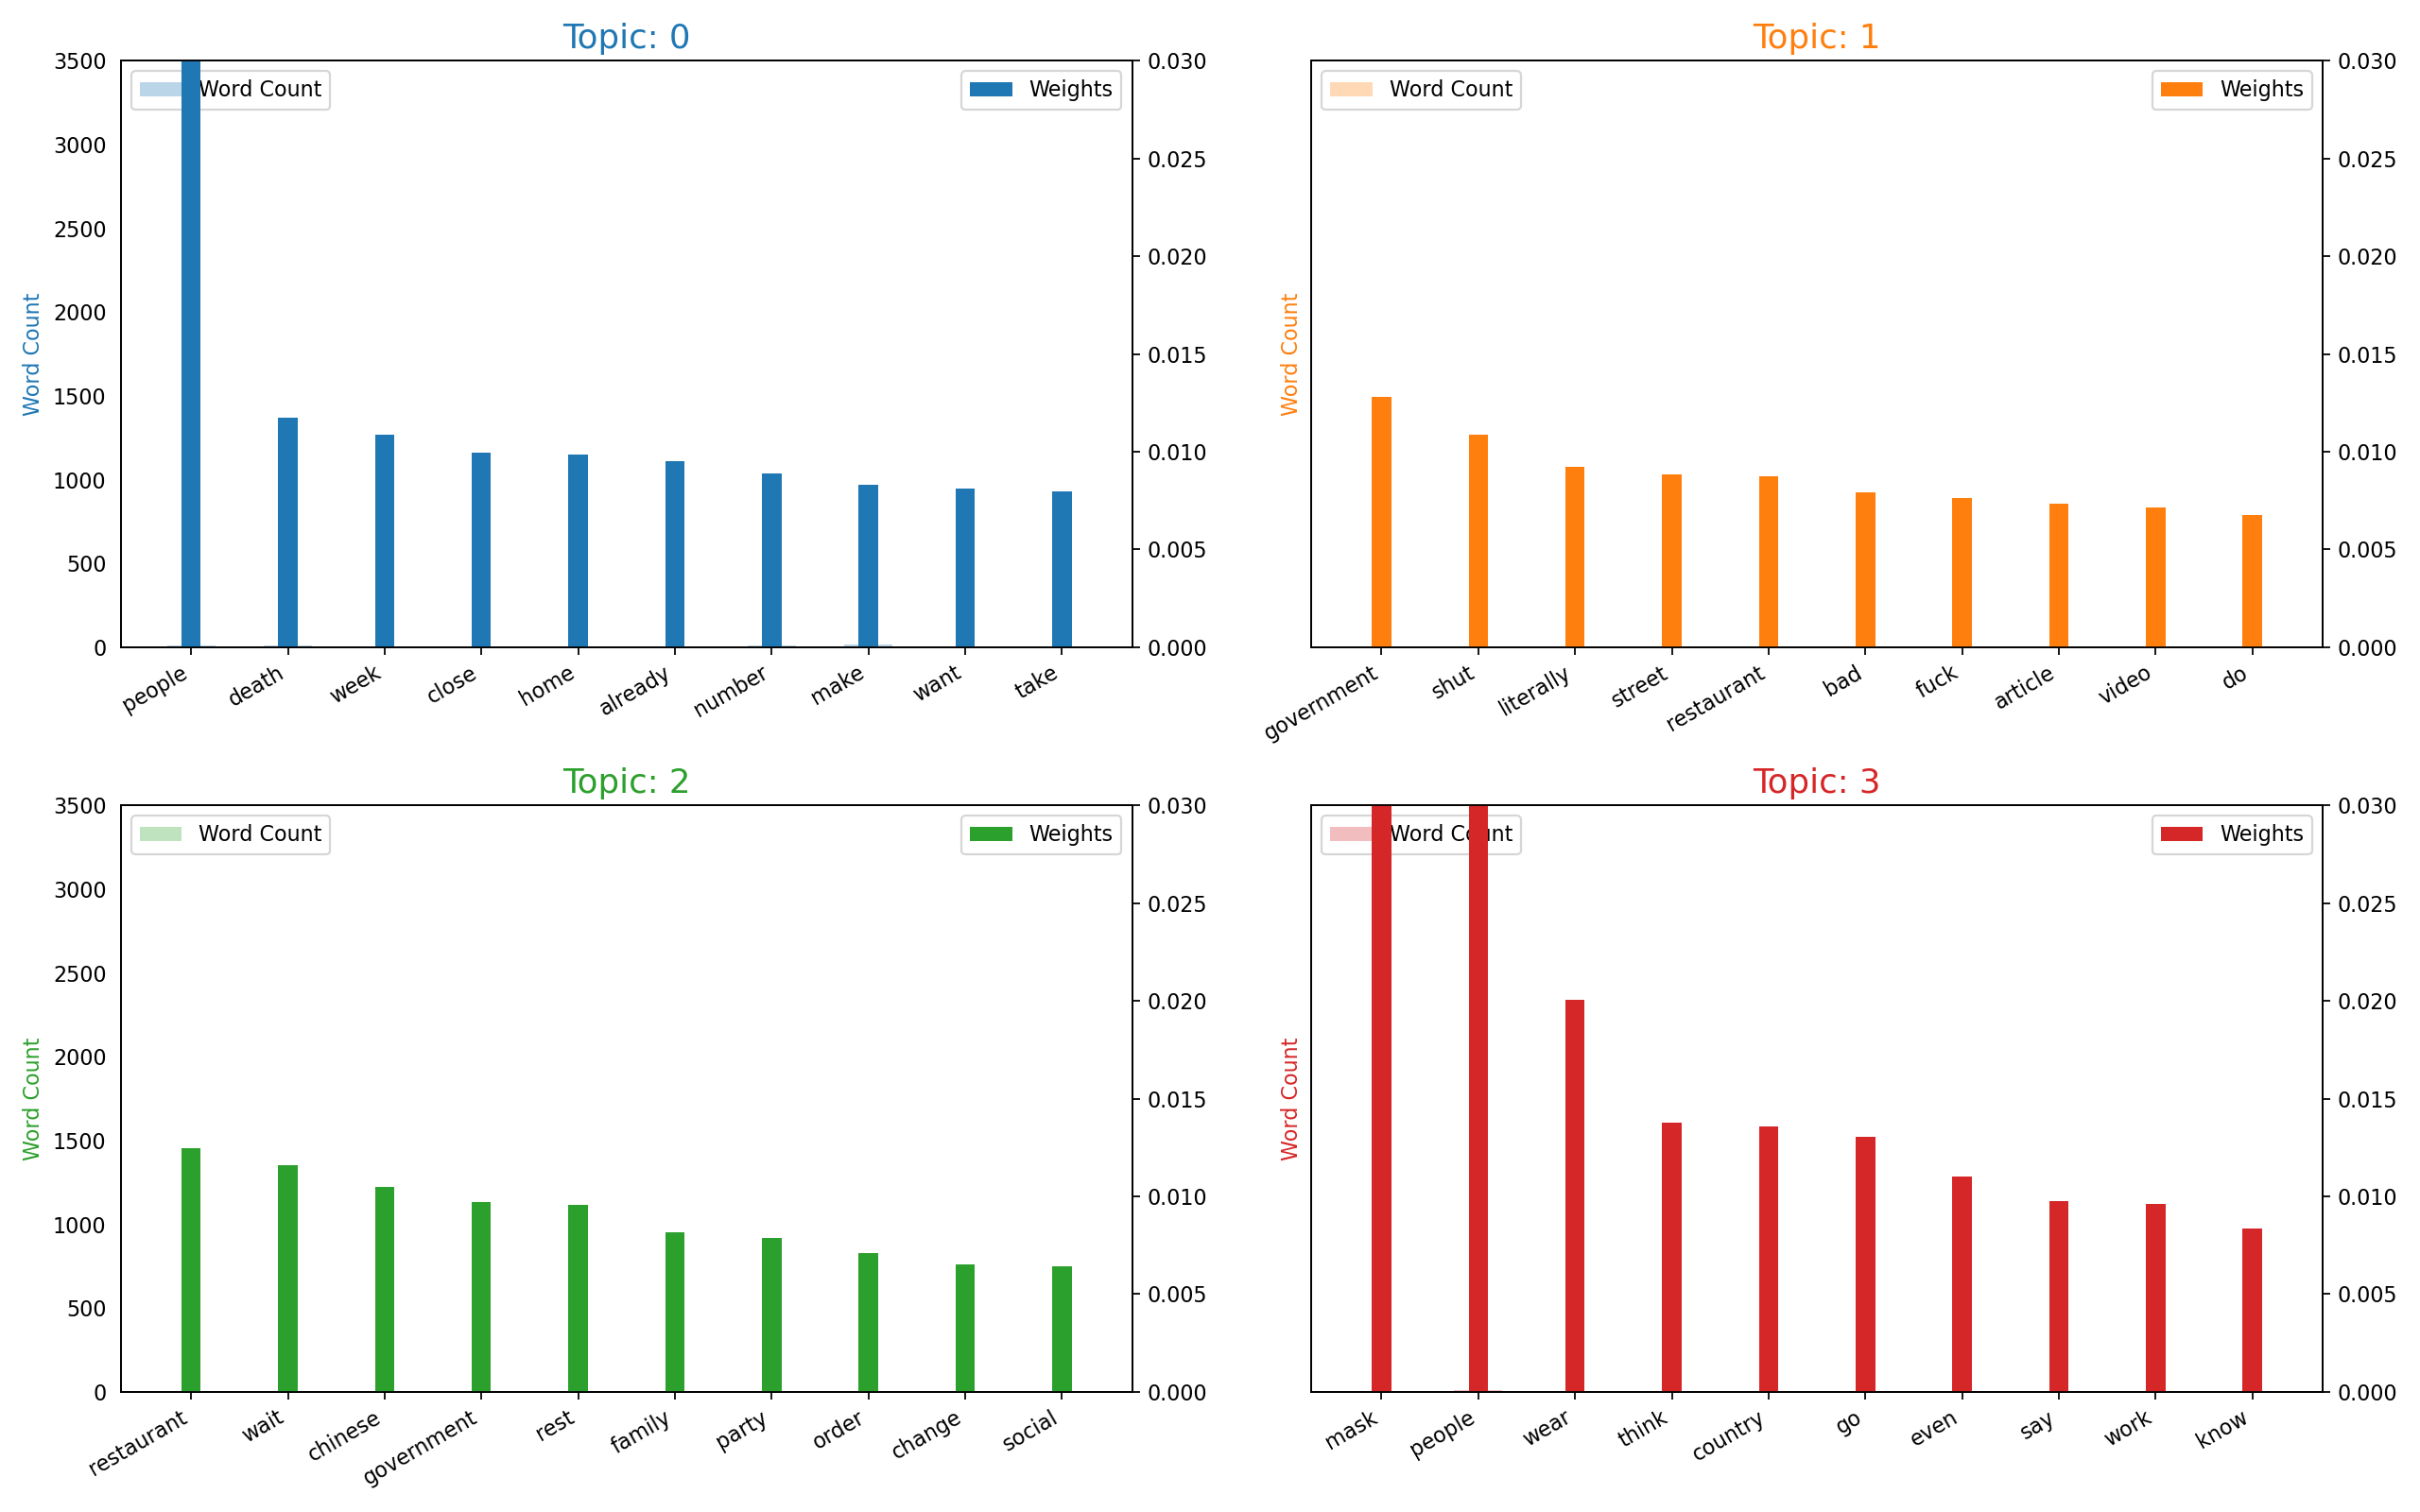 Topic: 0
3500
3000
2500
2000
1500
1000
500
0
Word Count
Word Count
Weights
0.030
0.025
0.020
0.015
0.010
0.005
0.000
people
death
week
close
home
already
number
make
want
take
Topic: 1
Word Count
Word Count
Weights
0.030
0.025
0.020
0.015
0.010
0.005
0.000
government
shut
literally
street
restaurant
bad
fuck
article
video
do
Topic: 2
3500
3000
2500
2000
1500
1000
500
0
Word Count
Word Count
Weights
0.030
0.025
0.020
0.015
0.010
0.005
0.000
restaurant
wait
chinese
government
rest
family
party
order
change
social
Topic: 3
Word Count
Word Count
Weights
0.030
0.025
0.020
0.015
0.010
0.005
0.000
mask
people
wear
think
country
go
even
say
work
know